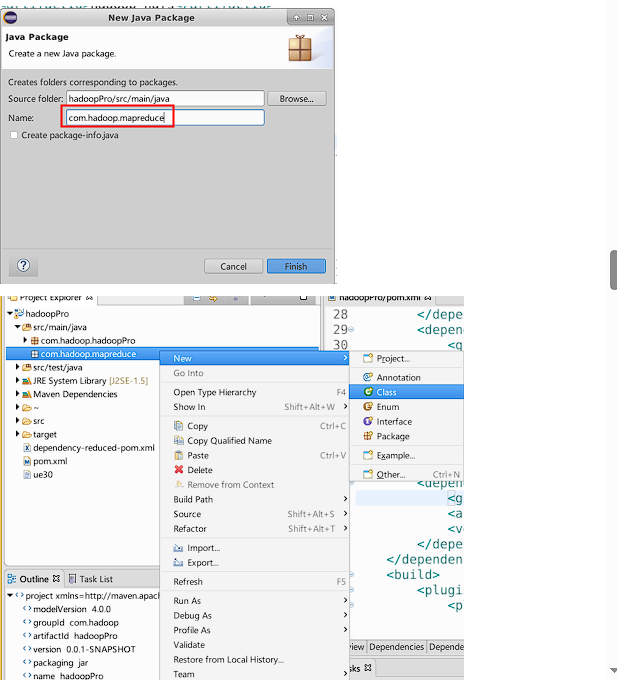 New Java Package
Java Package
Create a new Java package.
Creates folders corresponding to packages.
Source folder: hadoopPro/src/main/java Browse...
Name: com.hadoop.mapreduce
Create package-info.java
? Cancel Finish
Project Explorer
hadoopPro
src/main/java
com.hadoop.hadoopPro
com.hadoop.mapreduce
src/test/java
JRE System Library [J2SE-1.5]
Maven Dependencies
~
src
target
dependency-reduced-pom.xml
pom.xml
ue30
Outline Task List
project xmlns=http://maven.apach
modelVersion 4.0.0
groupId com.hadoop
artifactId hadoopPro
version 0.0.1-SNAPSHOT
packaging jar
name hadoopPro
New
Go Into
Open Type Hierarchy F4
Show In Shift+Alt+W
Copy Ctrl+C
Copy Qualified Name
Paste Ctrl+V
Delete
Remove from Context
Build Path
Source Shift+Alt+S
Refactor Shift+Alt+T
Import...
Export...
Refresh F5
Run As
Debug As
Profile As
Validate
Restore from Local History...
Team
hadoopPro/pom.xml
28 </depe
29 <depen
30 <g
Project...
Annotation
Class
Enum
Interface
Package
Example...
Other... Ctrl+N
<depen
<g
<a
<ve
</depe
</depende
<build>
<plugi
<p
Dependencies Depende